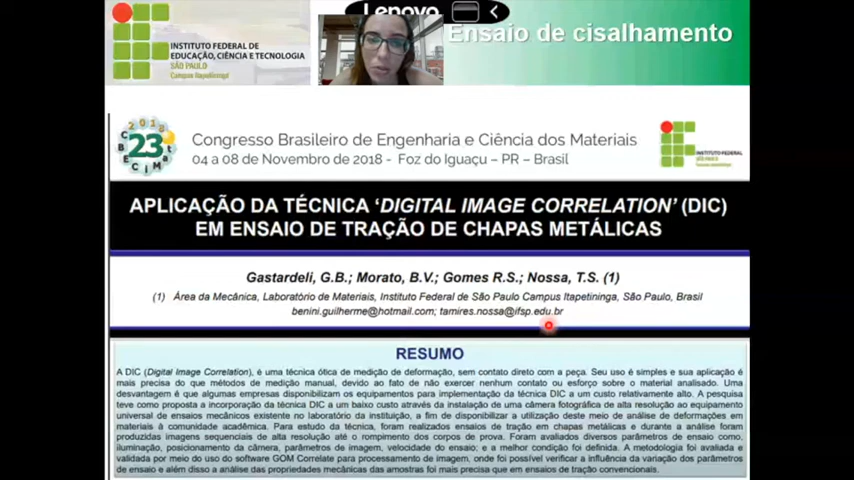 Lenovo
INSTITUTO FEDERAL DE
EDUCAÇÃO, CIÊNCIA E TECNOLOGIA
SÃO PAULO
Campus Itapetininga
Ensaio de cisalhamento
2018
23
CBECiMat
Congresso Brasileiro de Engenharia e Ciência dos Materiais
04 a 08 de Novembro de 2018 - Foz do Iguaçu – PR – Brasil
INSTITUTO FEDERAL
SÃO PAULO
APLICAÇÃO DA TÉCNICA ‘DIGITAL IMAGE CORRELATION’ (DIC)
EM ENSAIO DE TRAÇÃO DE CHAPAS METÁLICAS
Gastardeli, G.B.; Morato, B.V.; Gomes R.S.; Nossa, T.S. (1)
(1) Área da Mecânica, Laboratório de Materiais, Instituto Federal de São Paulo Campus Itapetininga, São Paulo, Brasil
benini.guilherme@hotmail.com; tamires.nossa@ifsp.edu.br
RESUMO
A DIC (Digital Image Correlation), é uma técnica ótica de medição de deformação, sem contato direto com a peça. Seu uso é simples e sua aplicação é
mais precisa do que métodos de medição manual, devido ao fato de não exercer nenhum contato ou esforço sobre o material analisado. Uma
desvantagem é que algumas empresas disponibilizam os equipamentos para implementação da técnica DIC a um custo relativamente alto. A pesquisa
teve como proposta a incorporação da técnica DIC a um baixo custo através da instalação de uma câmera fotográfica de alta resolução ao equipamento
universal de ensaios mecânicos existente no laboratório da instituição, a fim de disponibilizar a utilização deste meio de análise de deformações em
materiais à comunidade acadêmica. Para estudo da técnica, foram realizados ensaios de tração em chapas metálicas e durante a análise foram
produzidas imagens sequenciais de alta resolução até o rompimento dos corpos de prova. Foram avaliados diversos parâmetros de ensaio como,
iluminação, posicionamento da câmera, parâmetros de imagem, velocidade do ensaio; e a melhor condição foi definida. A metodologia foi avaliada e
validada por meio do uso do software GOM Correlate para processamento de imagem, onde foi possível verificar a influência da variação dos parâmetros
de ensaio e além disso a análise das propriedades mecânicas das amostras foi mais precisa que em ensaios de tração convencionais.